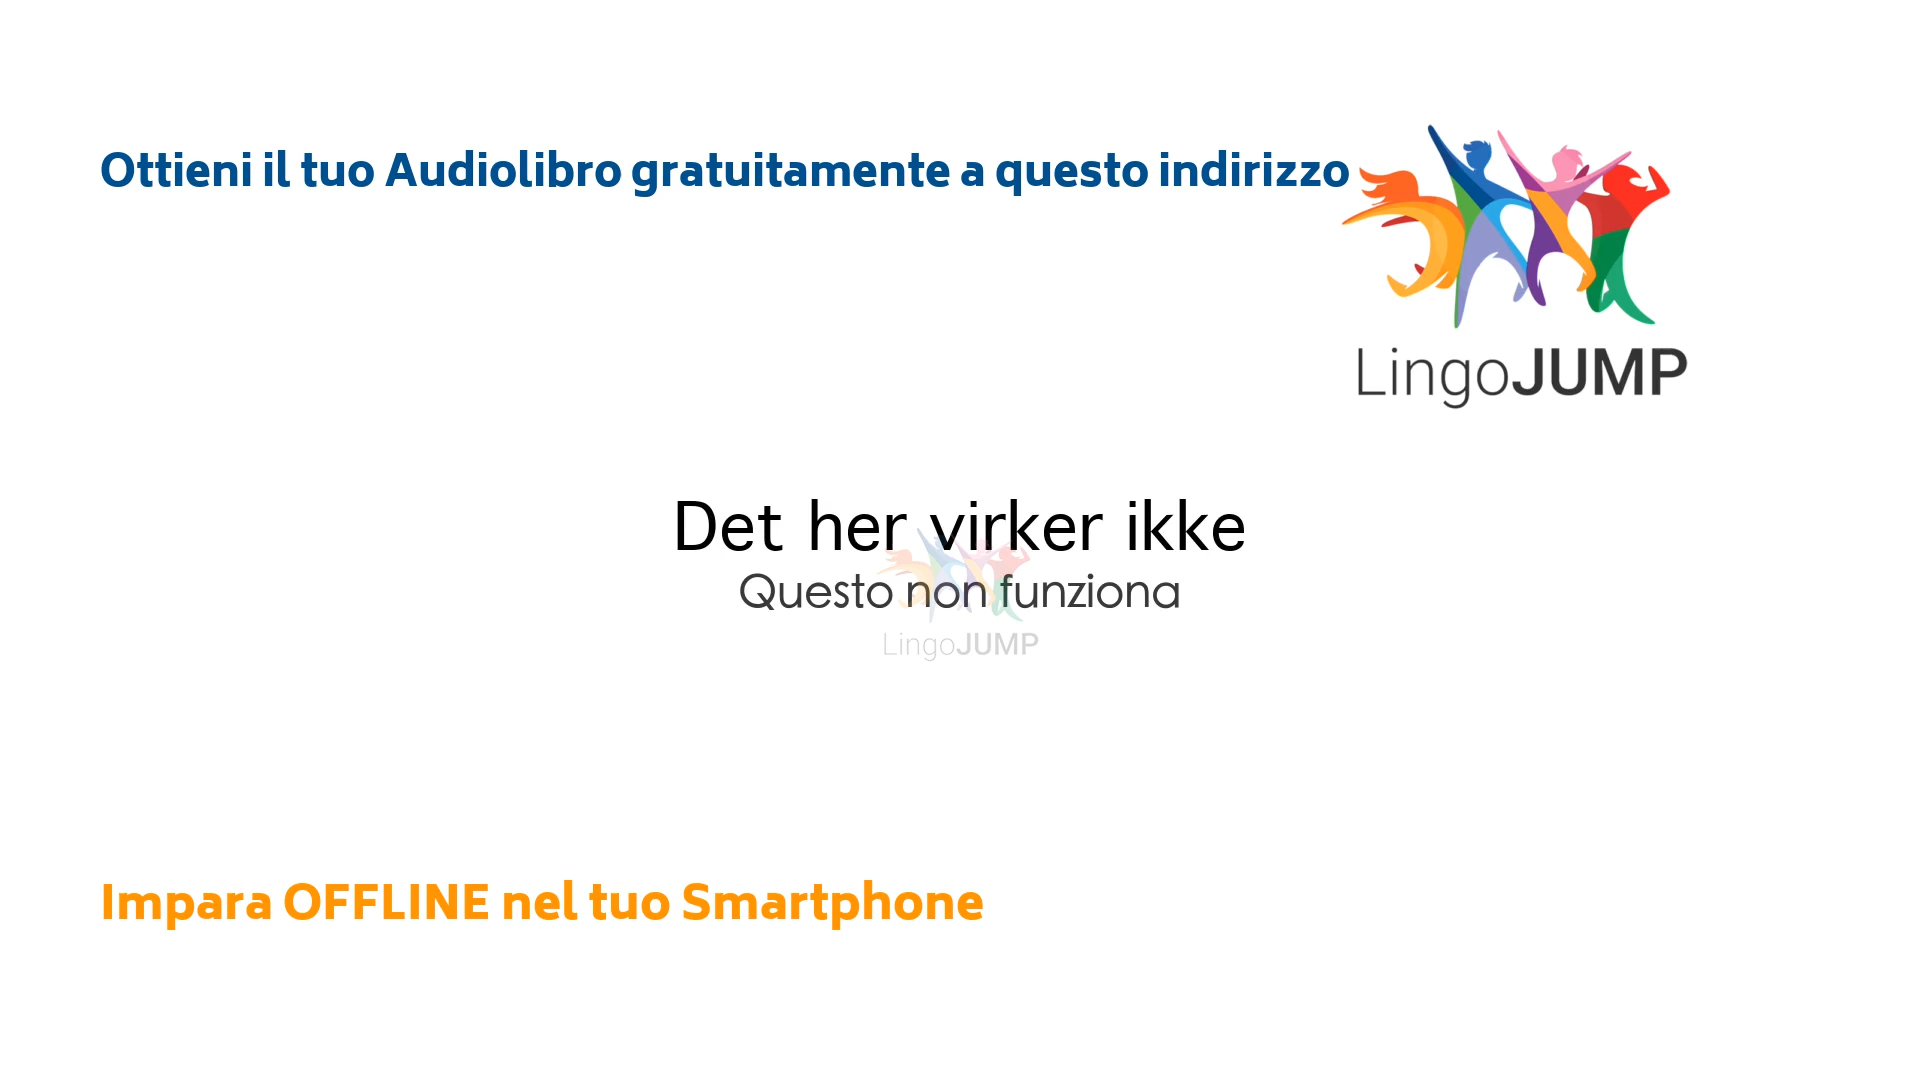 Ottieni il tuo Audiolibro gratuitamente a questo indirizzo
LingoJUMP
Det her virker ikke
Questo non funziona
LingoJUMP
Impara OFFLINE nel tuo Smartphone